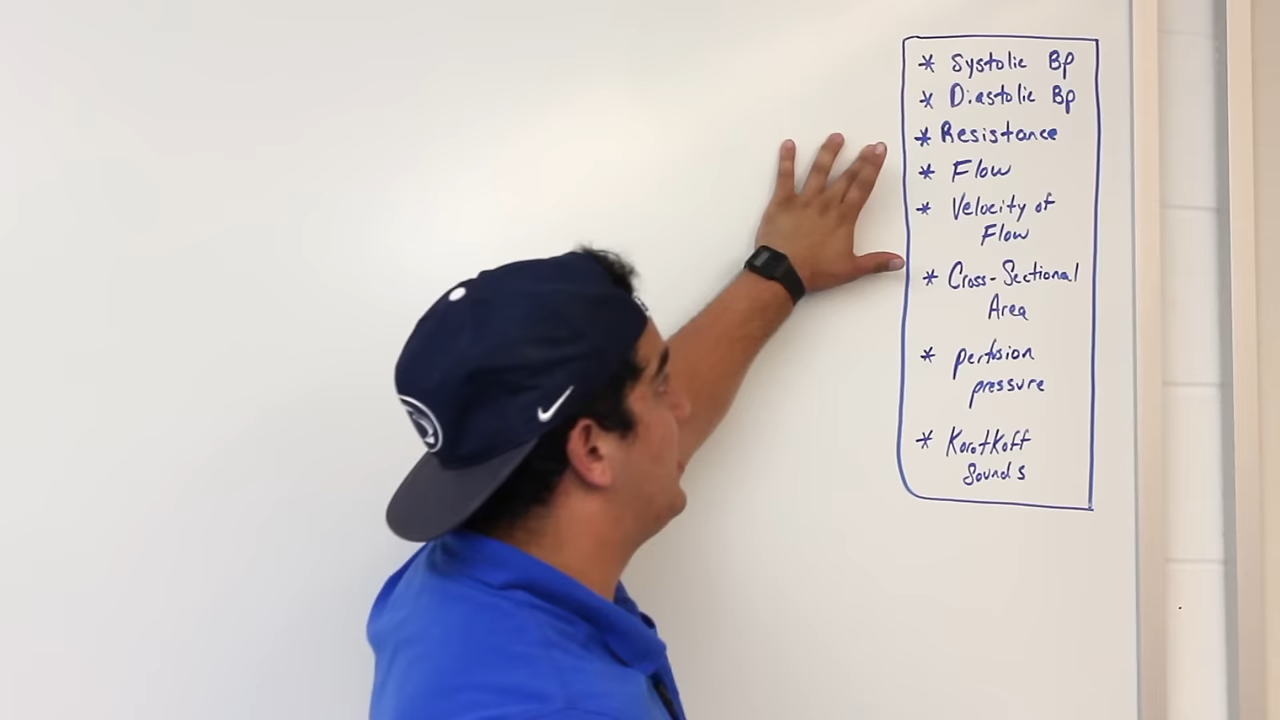 * Systolic Bp
* Diastolic Bp
* Resistance
* Flow
* Velocity of
Flow
* Cross-Sectional
Area
* perfusion
pressure
* Korotkoff
Sounds